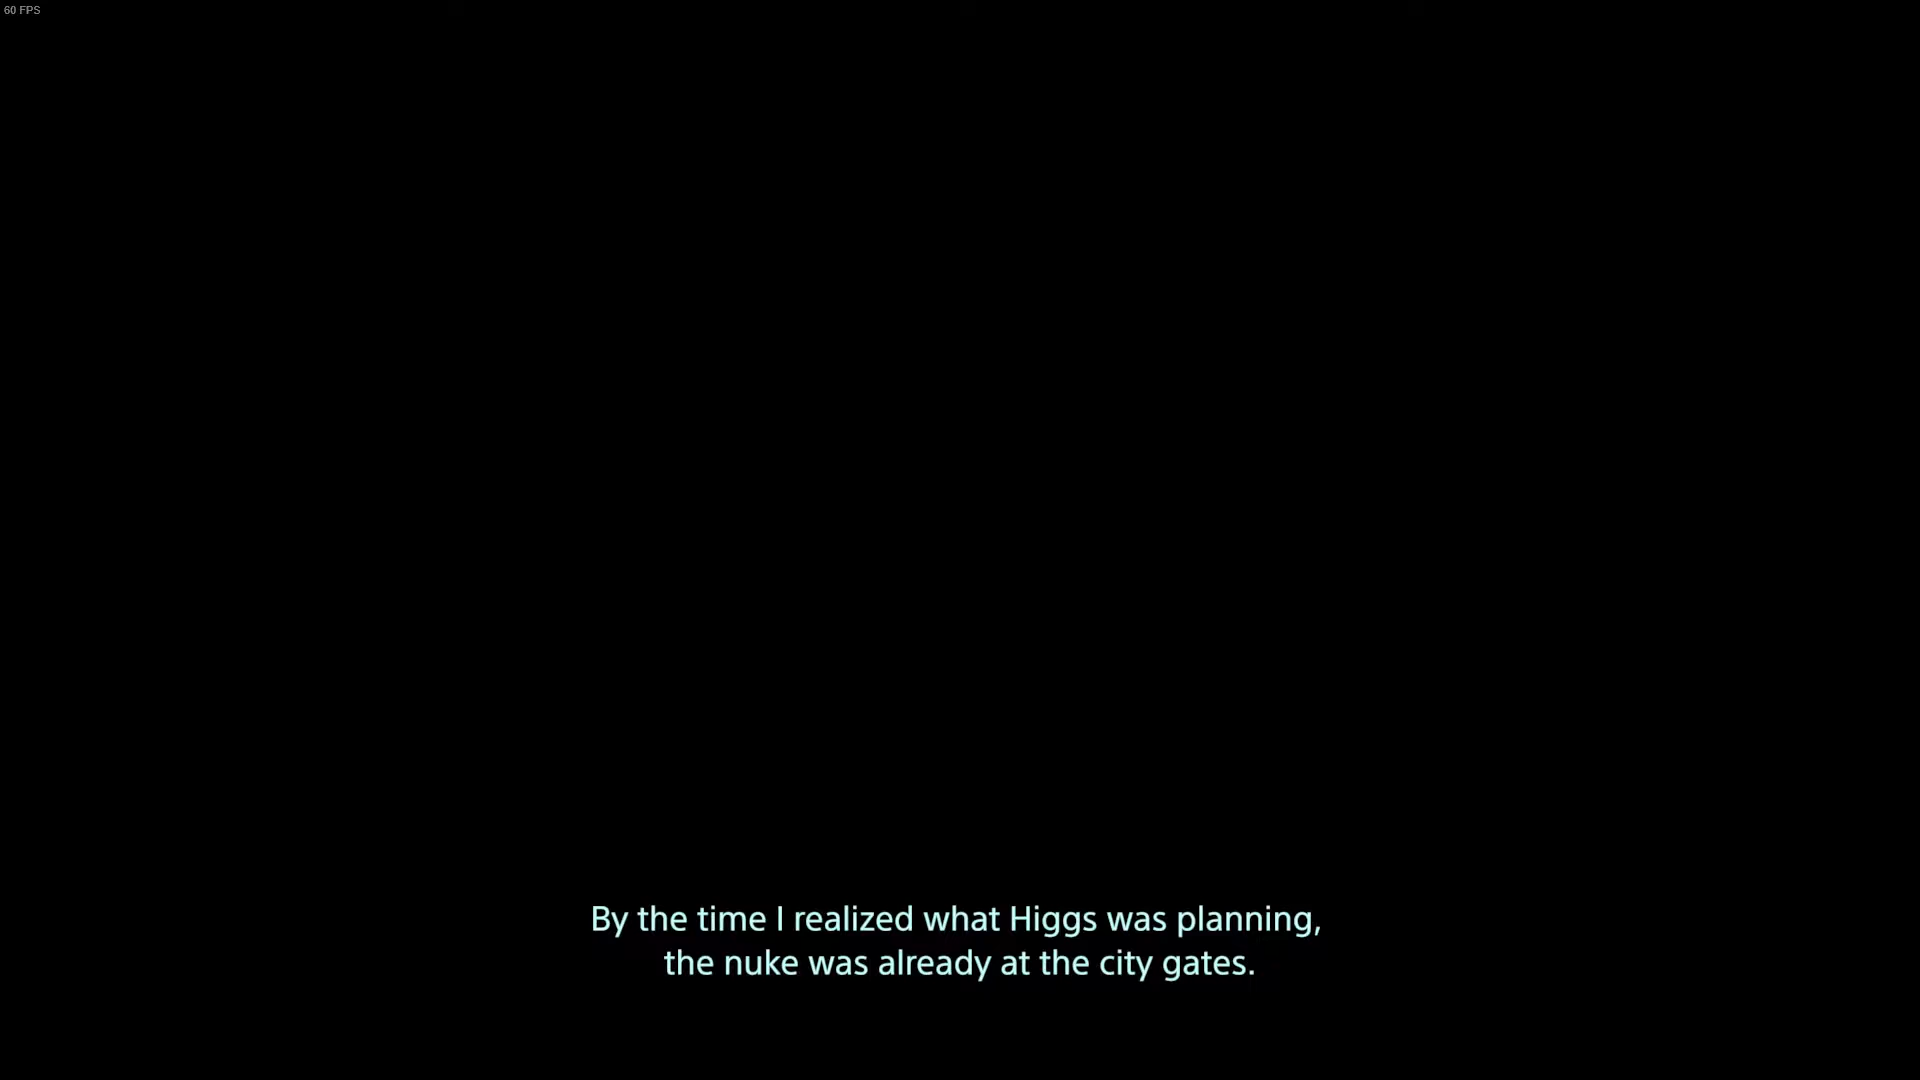 60 FPS
By the time I realized what Higgs was planning,
the nuke was already at the city gates.